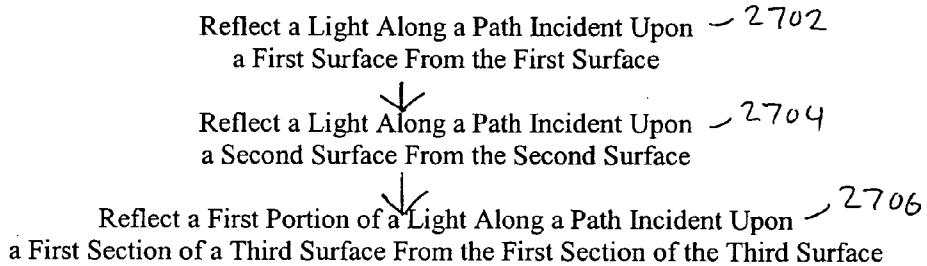 Reflect a Light Along a Path Incident Upon 2702
a First Surface From the First Surface
Reflect a Light Along a Path Incident Upon 2704
a Second Surface From the Second Surface
Reflect a First Portion of a Light Along a Path Incident Upon 2706
a First Section of a Third Surface From the First Section of the Third Surface